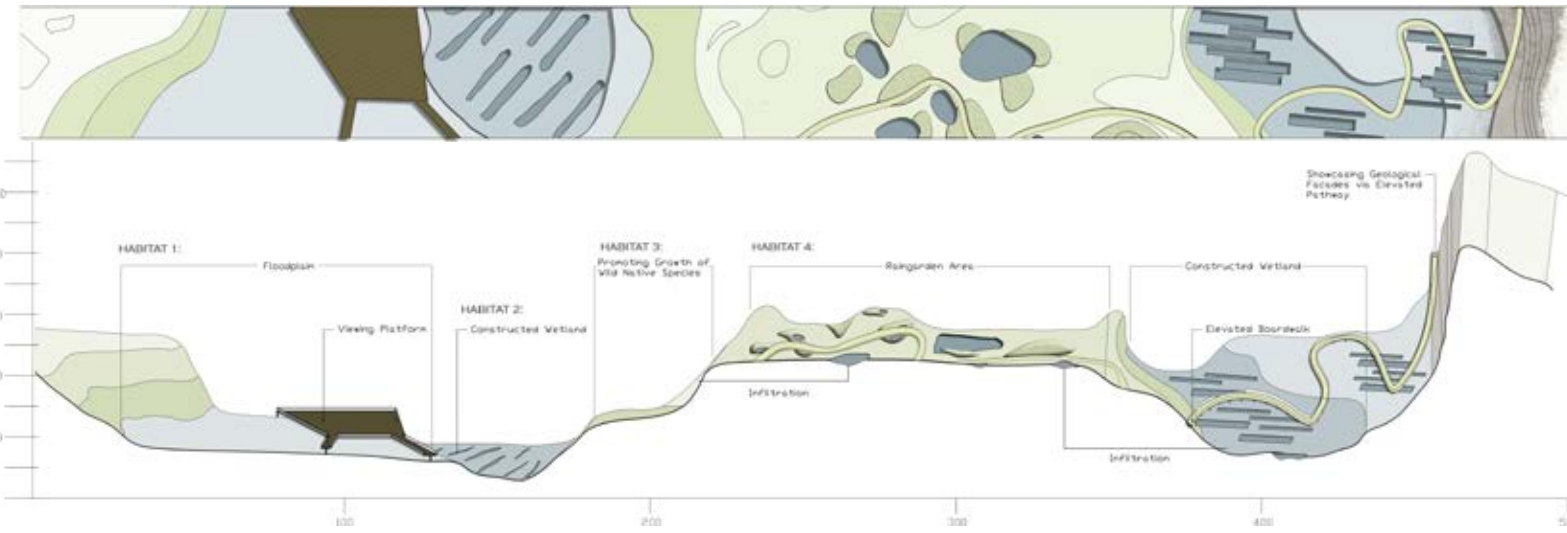 Showcasing Geological
Facades via Elevated
Pathway
HABITAT 1:
HABITAT 3:
HABITAT 4:
Floodplain
Promoting Growth of
Wild Native Species
Raingarden Area
Constructed Wetland
HABITAT 2:
Viewing Platform
Constructed Wetland
Elevated Boardwalk
Infiltration
Infiltration
100
200
300
400